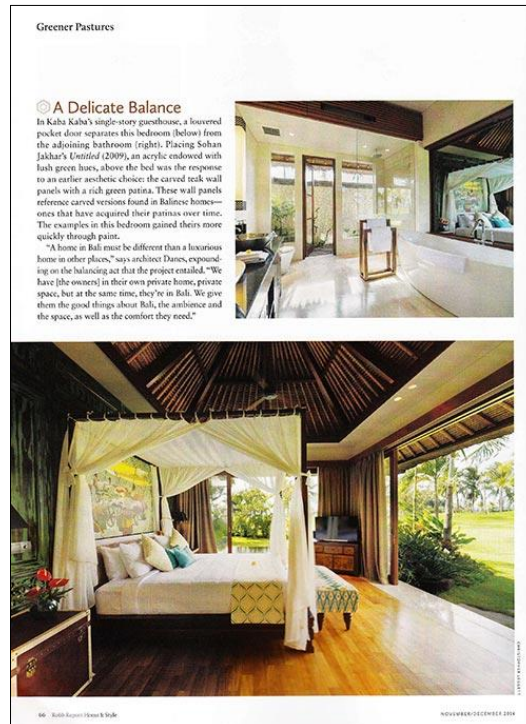 Greener Pastures
A Delicate Balance
In Kaba Kaba's single-story guesthouse, a louvered
pocket door separates this bedroom (below) from
the adjoining bathroom (right). Placing Sohan
Jakhar's Untitled (2009), an acrylic endowed with
lush green hues, above the bed was the response
to an earlier aesthetic choice: the carved teak wall
panels with a rich green patina. These wall panels
reference carved versions found in Balinese homes—
ones that have acquired their patinas over time.
The examples in this bedroom gained theirs more
quickly through paint.
"A home in Bali must be different than a luxurious
home in other places," says architect Danes, expound-
ing on the balancing act that the project entailed. "We
have [the owners] in their own private home, private
space, but at the same time, they're in Bali. We give
them the good things about Bali, the ambience and
the space, as well as the comfort they need."
Robb Report Home & Style
NOVEMBER/DECEMBER